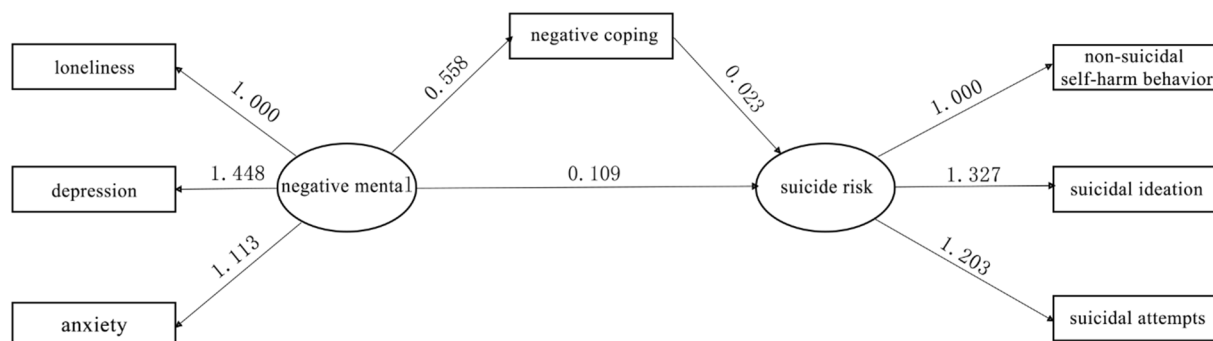 negative coping
loneliness
non-suicidal
self-harm behavior
1.000
0.558
0.023
1.000
depression
1.448
negative mental
0.109
suicide risk
1.327
suicidal ideation
1.113
1.203
anxiety
suicidal attempts